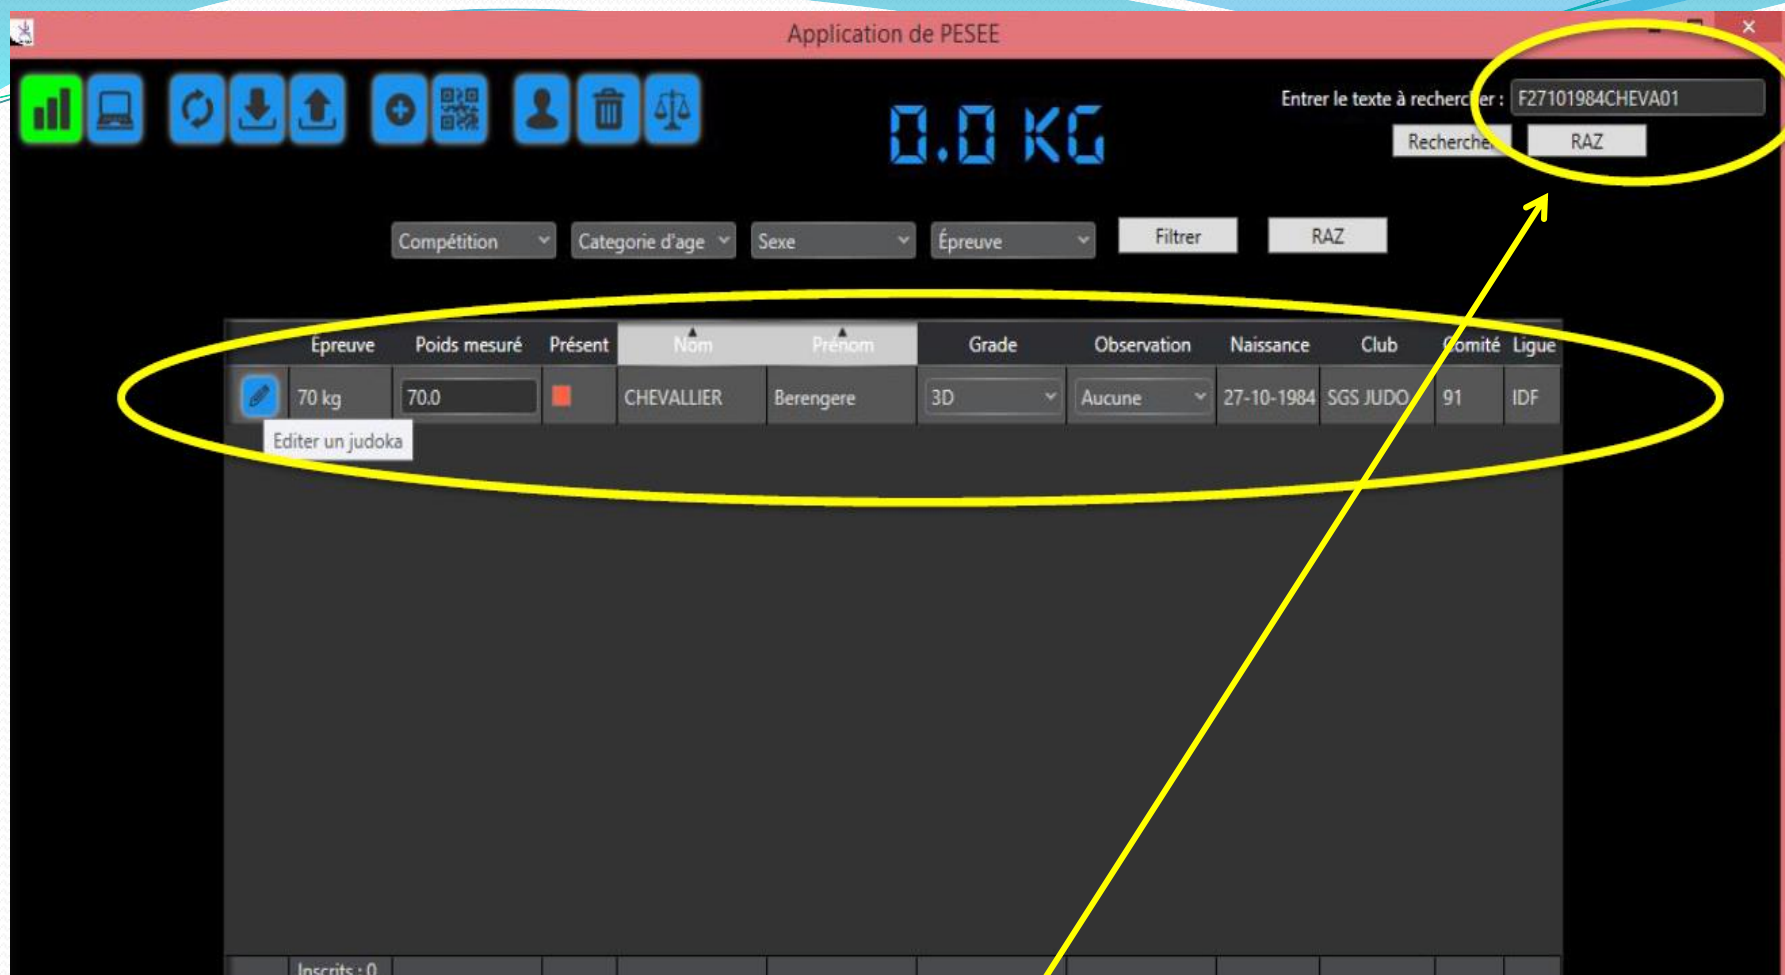 Application de PESEE
0.0 KG
Entrer le texte à rechercher : F27101984CHEVA01
Rechercher RAZ
Compétition Categorie d'age Sexe Épreuve Filtrer RAZ
Epreuve Poids mesuré Présent Nom Prénom Grade Observation Naissance Club Comité Ligue
70 kg 70.0 CHEVALLIER Berengere 3D Aucune 27-10-1984 SGS JUDO 91 IDF
Editer un judoka
Inscrits : 0